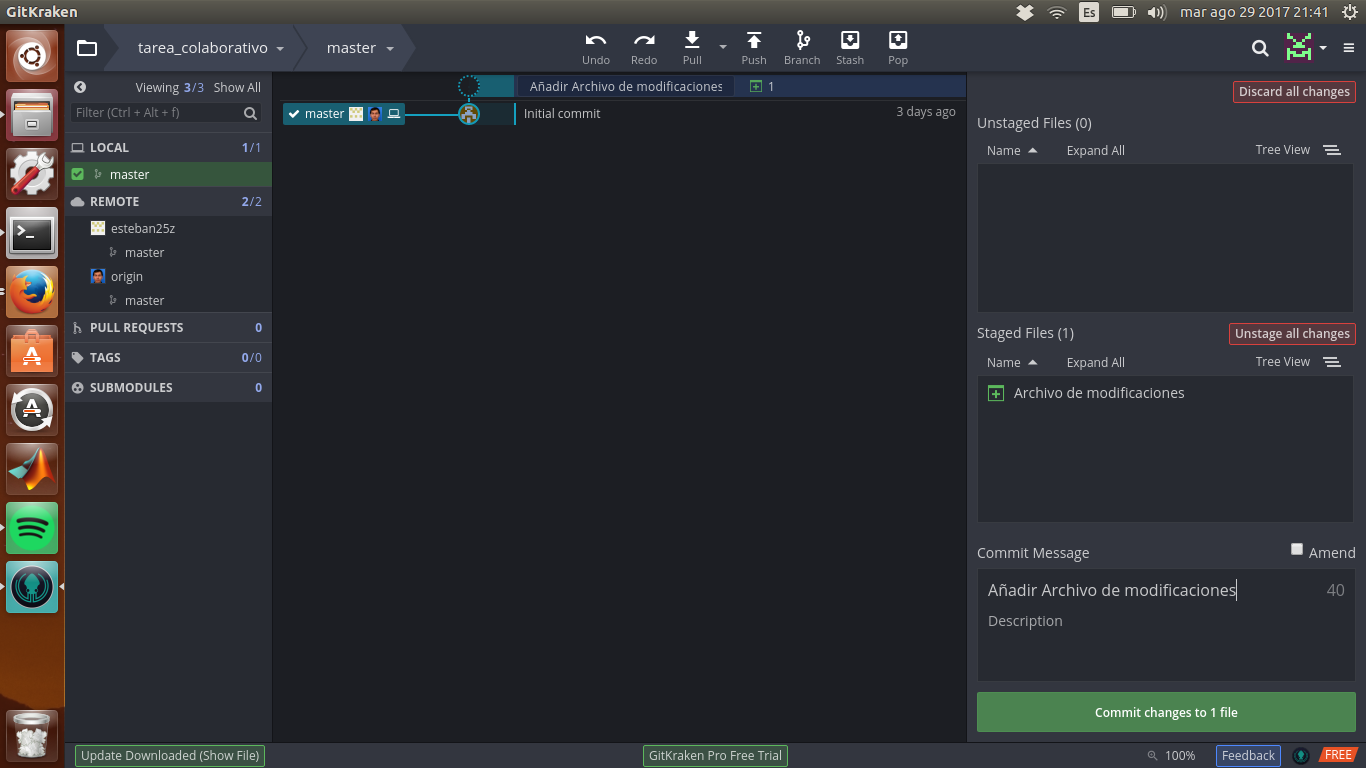 GitKraken
Es
mar ago 29 2017 21:41
tarea_colaborativo
master
Undo
Redo
Pull
Push
Branch
Stash
Pop
Viewing 3/3 Show All
Filter (Ctrl + Alt + f)
LOCAL 1/1
master
REMOTE 2/2
esteban25z
master
origin
master
PULL REQUESTS 0
TAGS 0/0
SUBMODULES 0
Añadir Archivo de modificaciones 1
master Initial commit 3 days ago
Discard all changes
Unstaged Files (0)
Name Expand All Tree View
Staged Files (1) Unstage all changes
Name Expand All Tree View
Archivo de modificaciones
Commit Message Amend
Añadir Archivo de modificaciones 40
Description
Commit changes to 1 file
Update Downloaded (Show File)
GitKraken Pro Free Trial
100%
Feedback
FREE